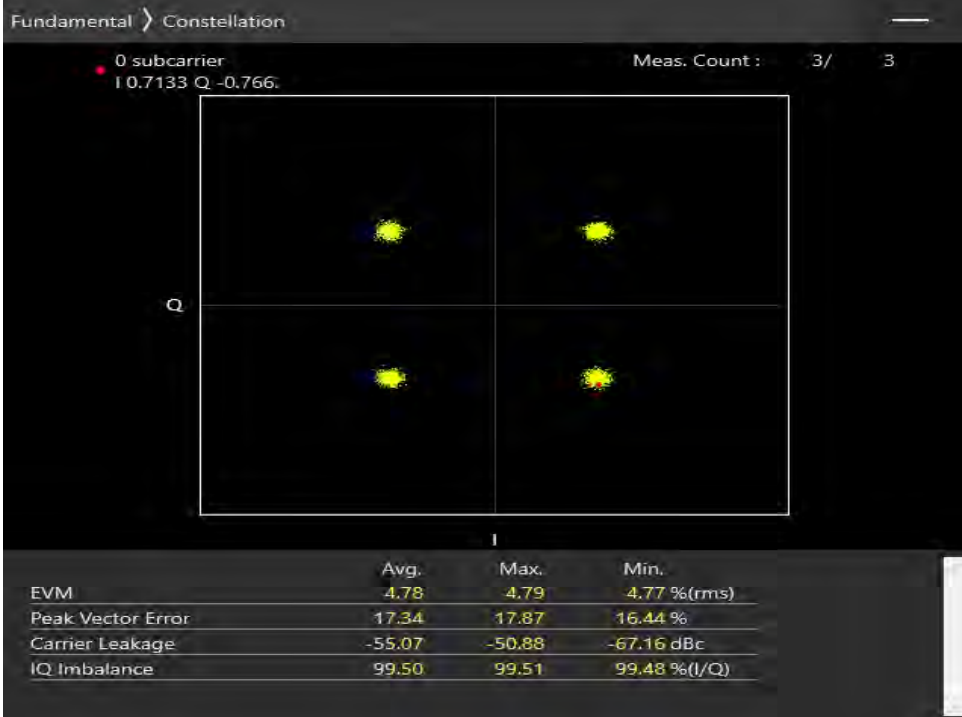 Fundamental 〉 Constellation
0 subcarrier
I 0.7133 Q -0.766.
Meas. Count : 3/ 3
Q
I
Avg. Max. Min.
EVM 4.78 4.79 4.77 %(rms)
Peak Vector Error 17.34 17.87 16.44 %
Carrier Leakage -55.07 -50.88 -67.16 dBc
IQ Imbalance 99.50 99.51 99.48 %(I/Q)